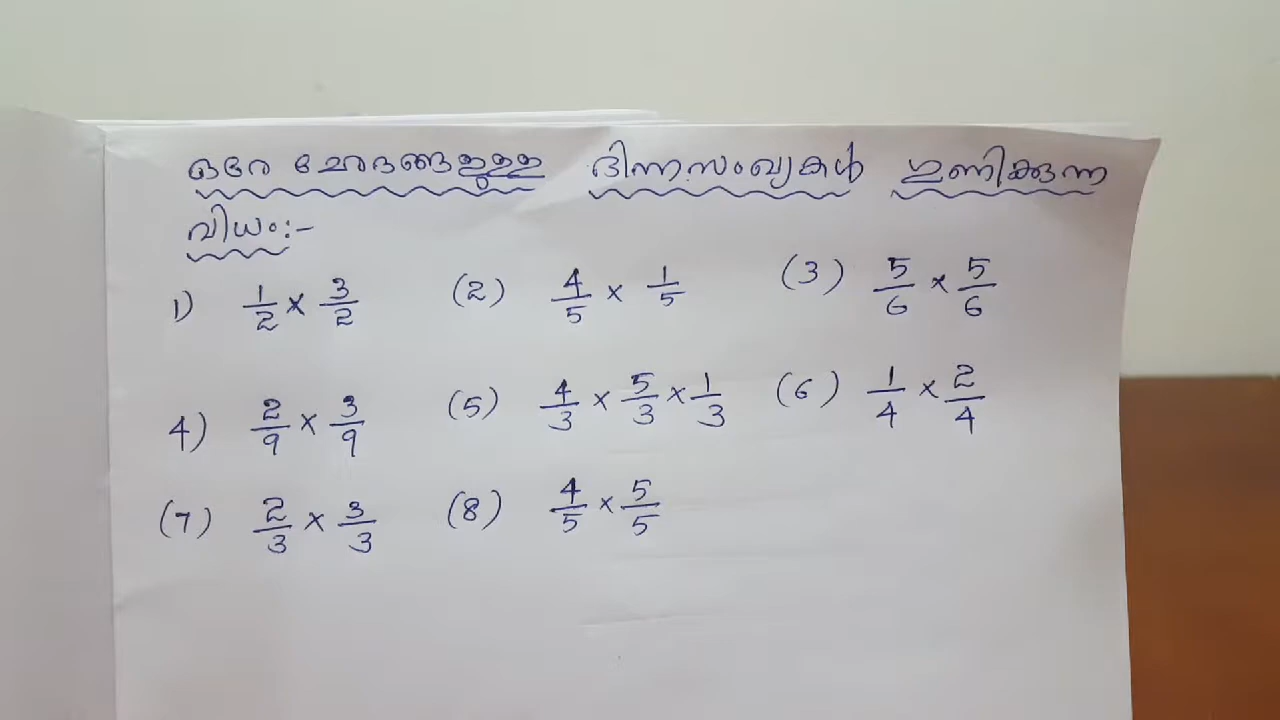 ഒരേ ഛേദങ്ങളുള്ള ഭിന്നസംഖ്യകൾ ഗുണിക്കുന്ന
വിധം:-
1) 1/2 × 3/2 (2) 4/5 × 1/5 (3) 5/6 × 5/6
4) 2/9 × 3/9 (5) 4/3 × 5/3 × 1/3 (6) 1/4 × 2/4
(7) 2/3 × 3/3 (8) 4/5 × 5/5